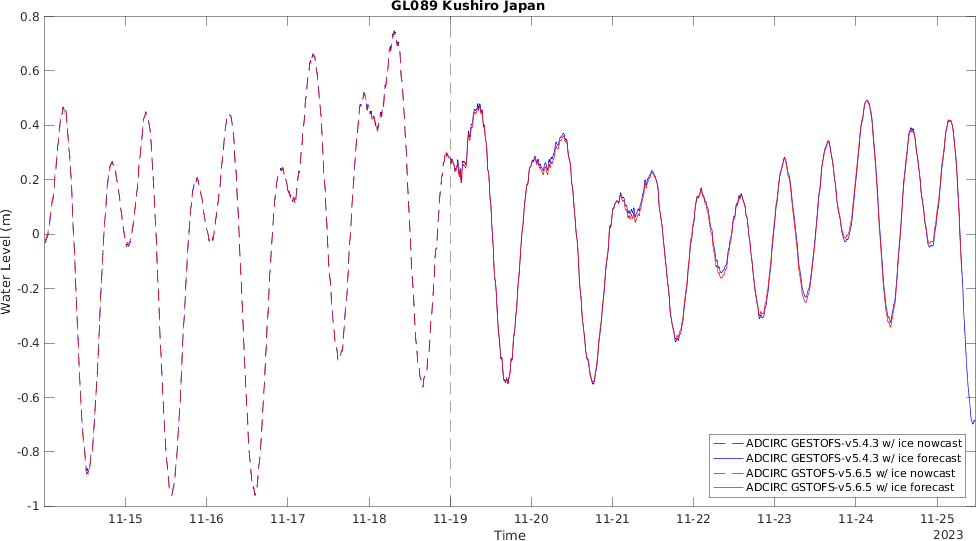 GL089 Kushiro Japan
0.8
0.6
0.4
0.2
0
-0.2
-0.4
-0.6
-0.8
-1
Water Level (m)
11-15 11-16 11-17 11-18 11-19 11-20 11-21 11-22 11-23 11-24 11-25
Time
2023
ADCIRC GESTOFS-v5.4.3 w/ ice nowcast
ADCIRC GESTOFS-v5.4.3 w/ ice forecast
ADCIRC GSTOFS-v5.6.5 w/ ice nowcast
ADCIRC GSTOFS-v5.6.5 w/ ice forecast